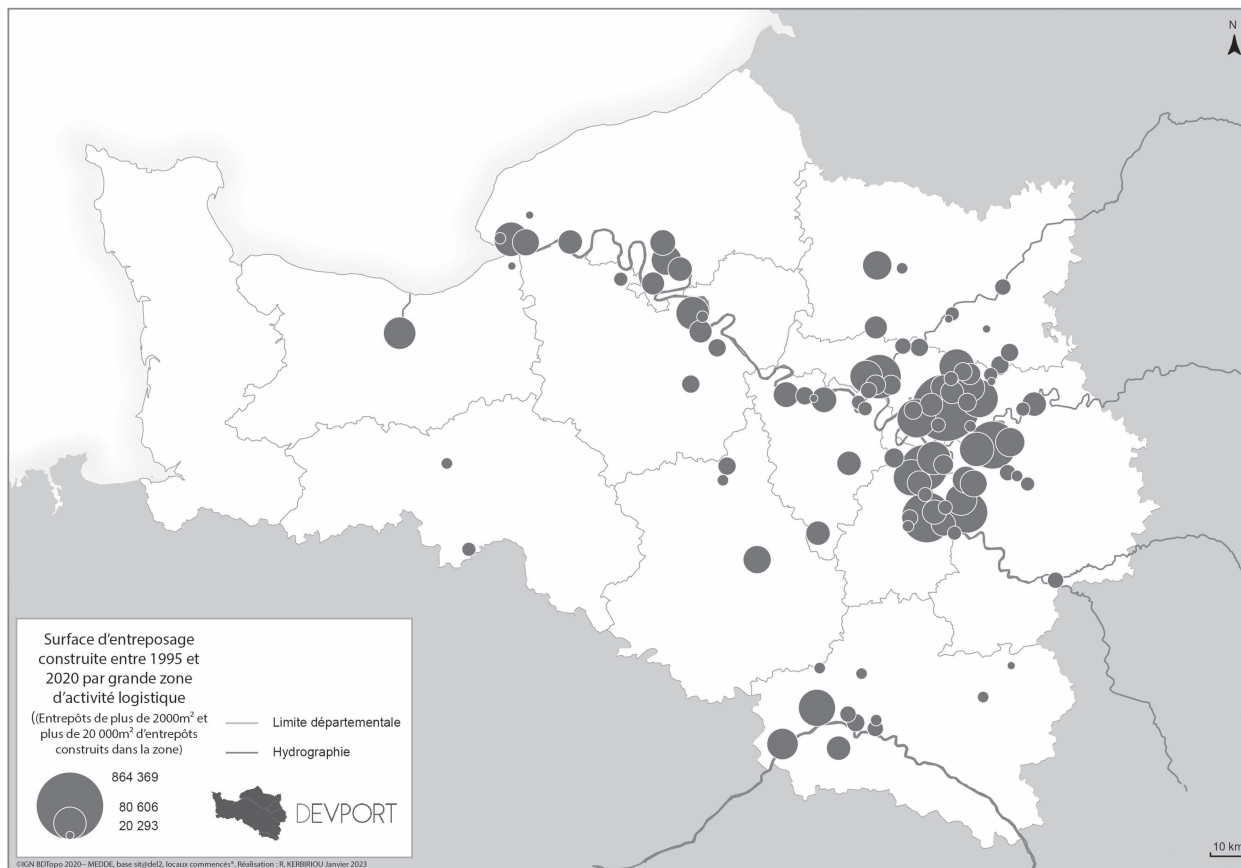 N
Surface d'entreposage
construite entre 1995 et
2020 par grande zone
d'activité logistique
((Entrepôts de plus de 2000m² et
plus de 20 000m² d'entrepôts
construits dans la zone)
864 369
80 606
20 293
Limite départementale
Hydrographie
DEVPORT
10 km
©IGN BDTopo 2020-- MEDDE, base sit@del2, locaux commencés*. Réalisation : R. KERBIRIOU Janvier 2023